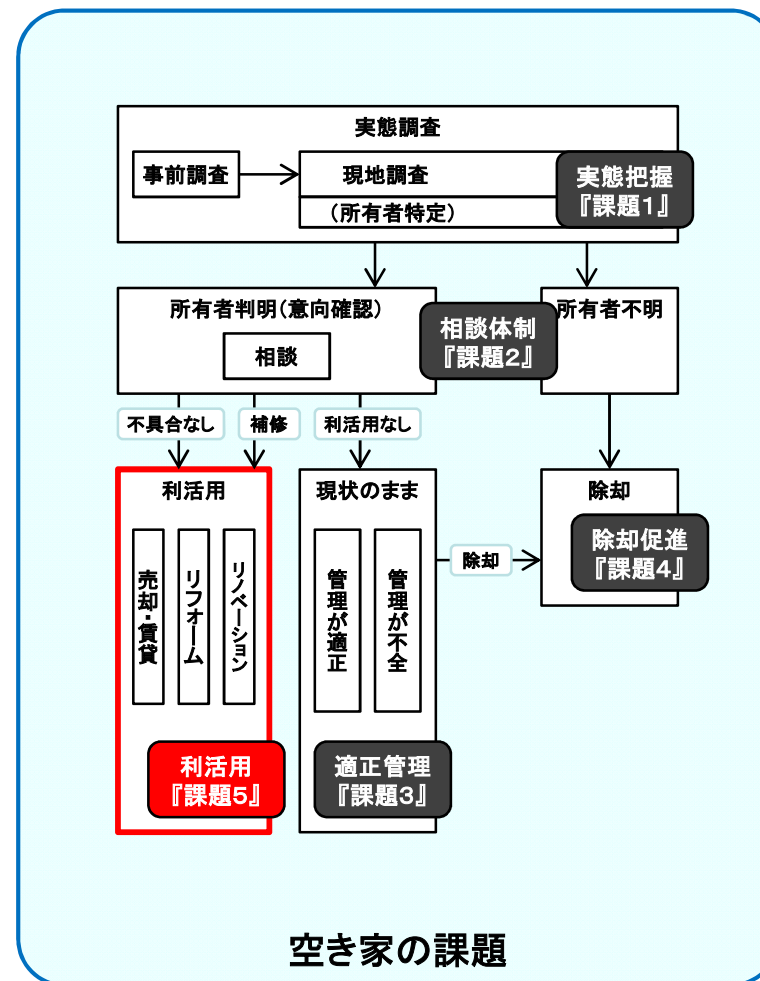 実態調査
事前調査
現地調査
(所有者特定)
実態把握
『課題1』
所有者判明(意向確認)
相談
相談体制
『課題2』
所有者不明
不具合なし
補修
利活用なし
利活用
売却・賃貸
リフォーム
リノベーション
利活用
『課題5』
現状のまま
管理が適正
管理が不全
適正管理
『課題3』
除却
除却
除却促進
『課題4』
空き家の課題